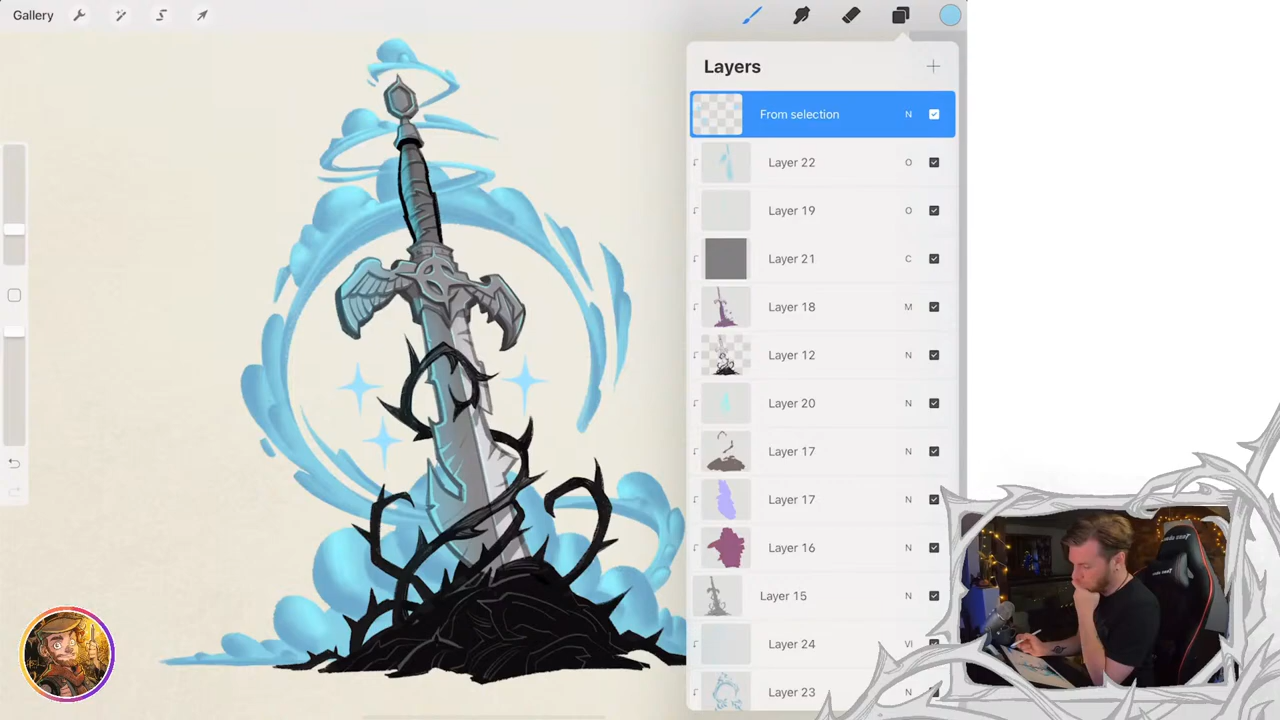 Gallery
Layers
From selection N
Layer 22 O
Layer 19 O
Layer 21 C
Layer 18 M
Layer 12 N
Layer 20 N
Layer 17 N
Layer 17 N
Layer 16 N
Layer 15 N
Layer 24 Vi
Layer 23 N